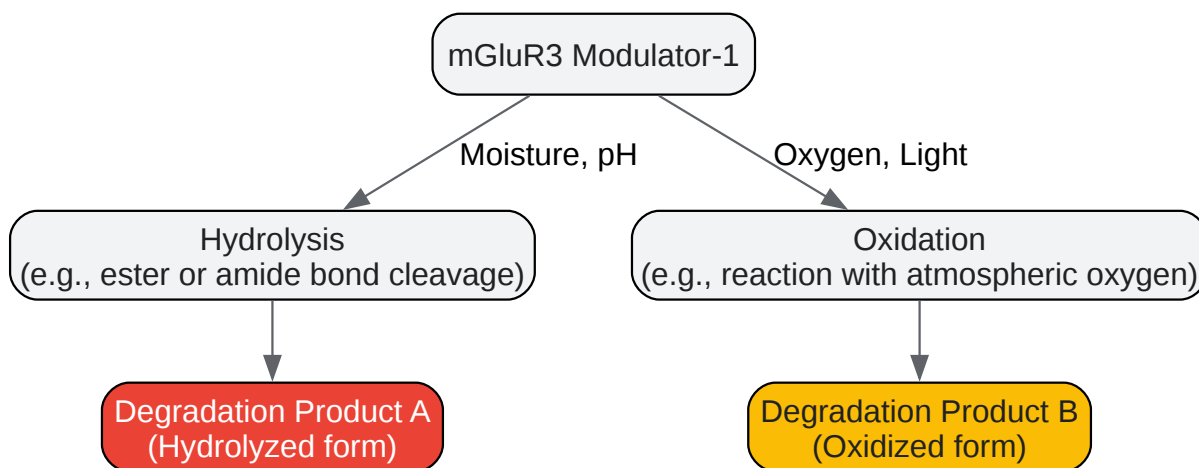 mGluR3 Modulator-1
Moisture, pH
Oxygen, Light
Hydrolysis
(e.g., ester or amide bond cleavage)
Oxidation
(e.g., reaction with atmospheric oxygen)
Degradation Product A
(Hydrolyzed form)
Degradation Product B
(Oxidized form)